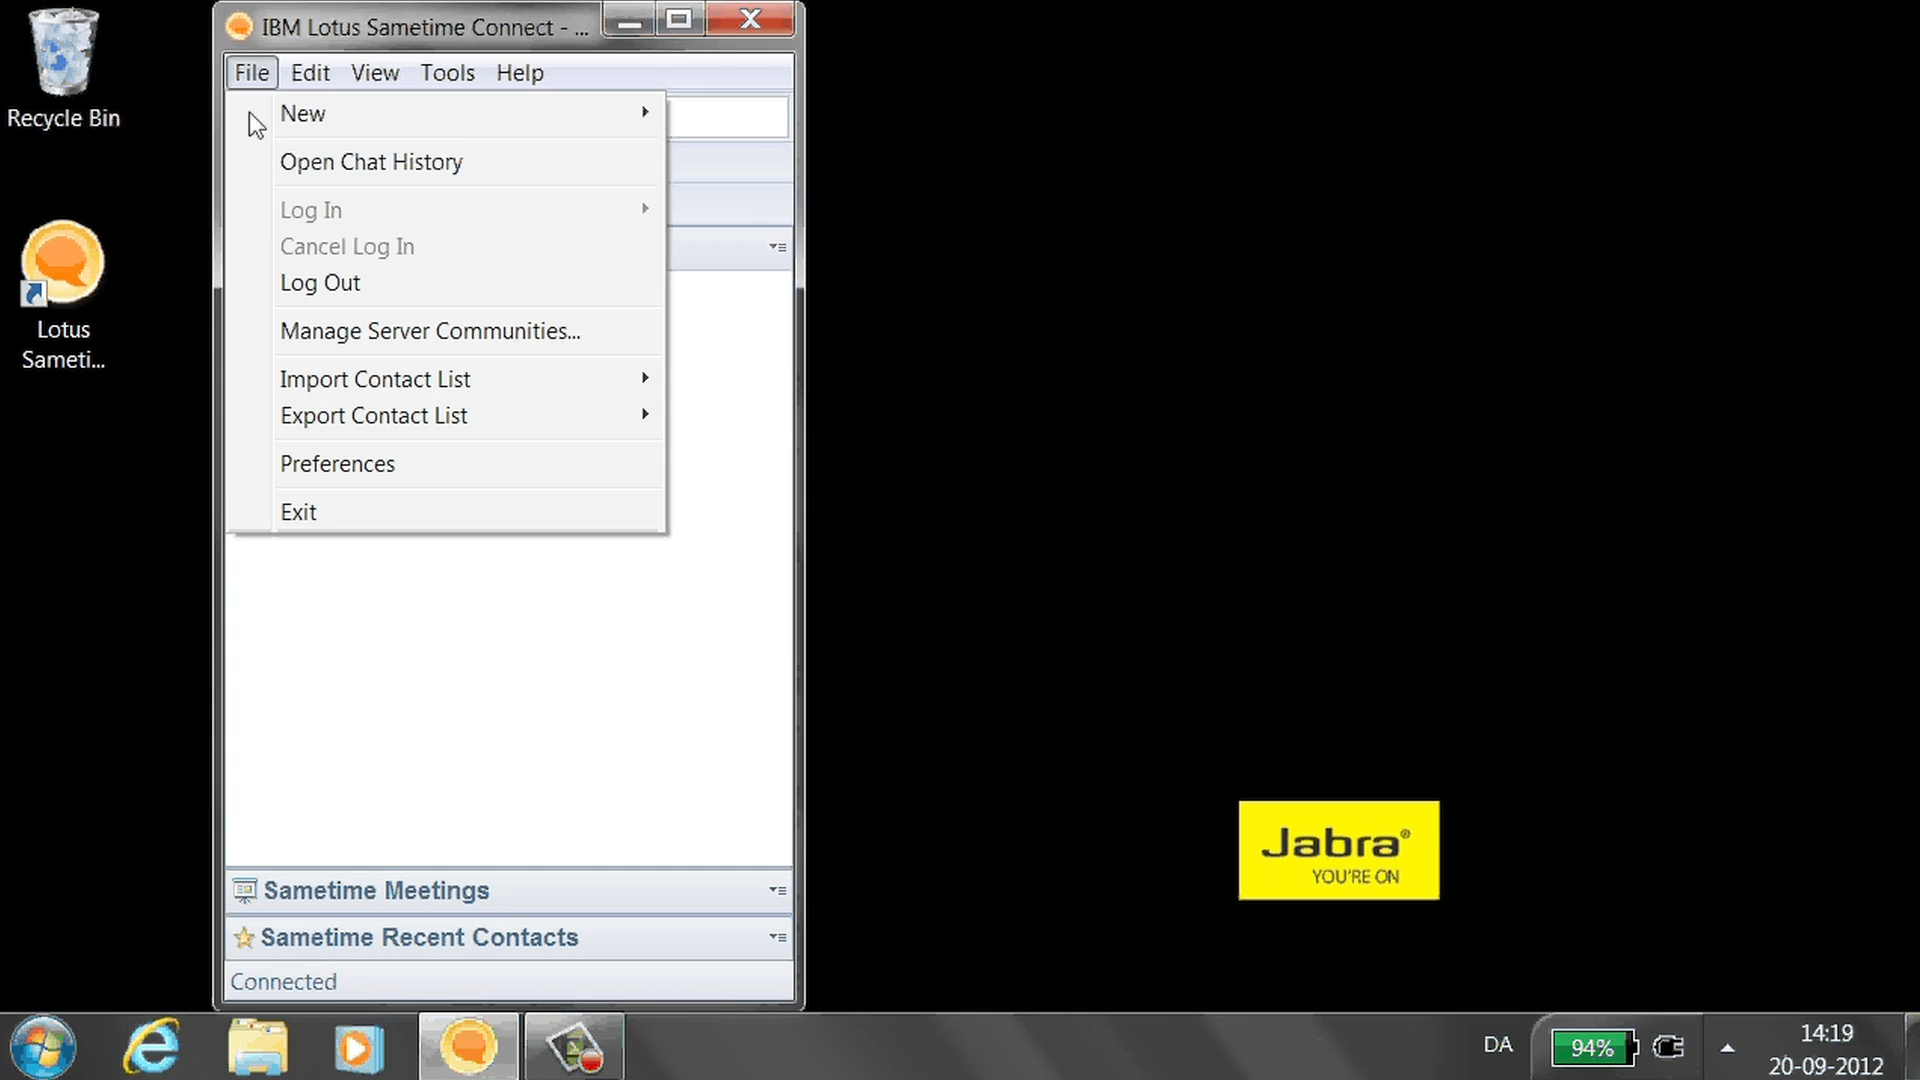 Recycle Bin
Lotus
Sameti...
IBM Lotus Sametime Connect - ...
File Edit View Tools Help
New
Open Chat History
Log In
Cancel Log In
Log Out
Manage Server Communities...
Import Contact List
Export Contact List
Preferences
Exit
Sametime Meetings
Sametime Recent Contacts
Connected
Jabra®
YOU'RE ON
DA
94%
14:19
20-09-2012